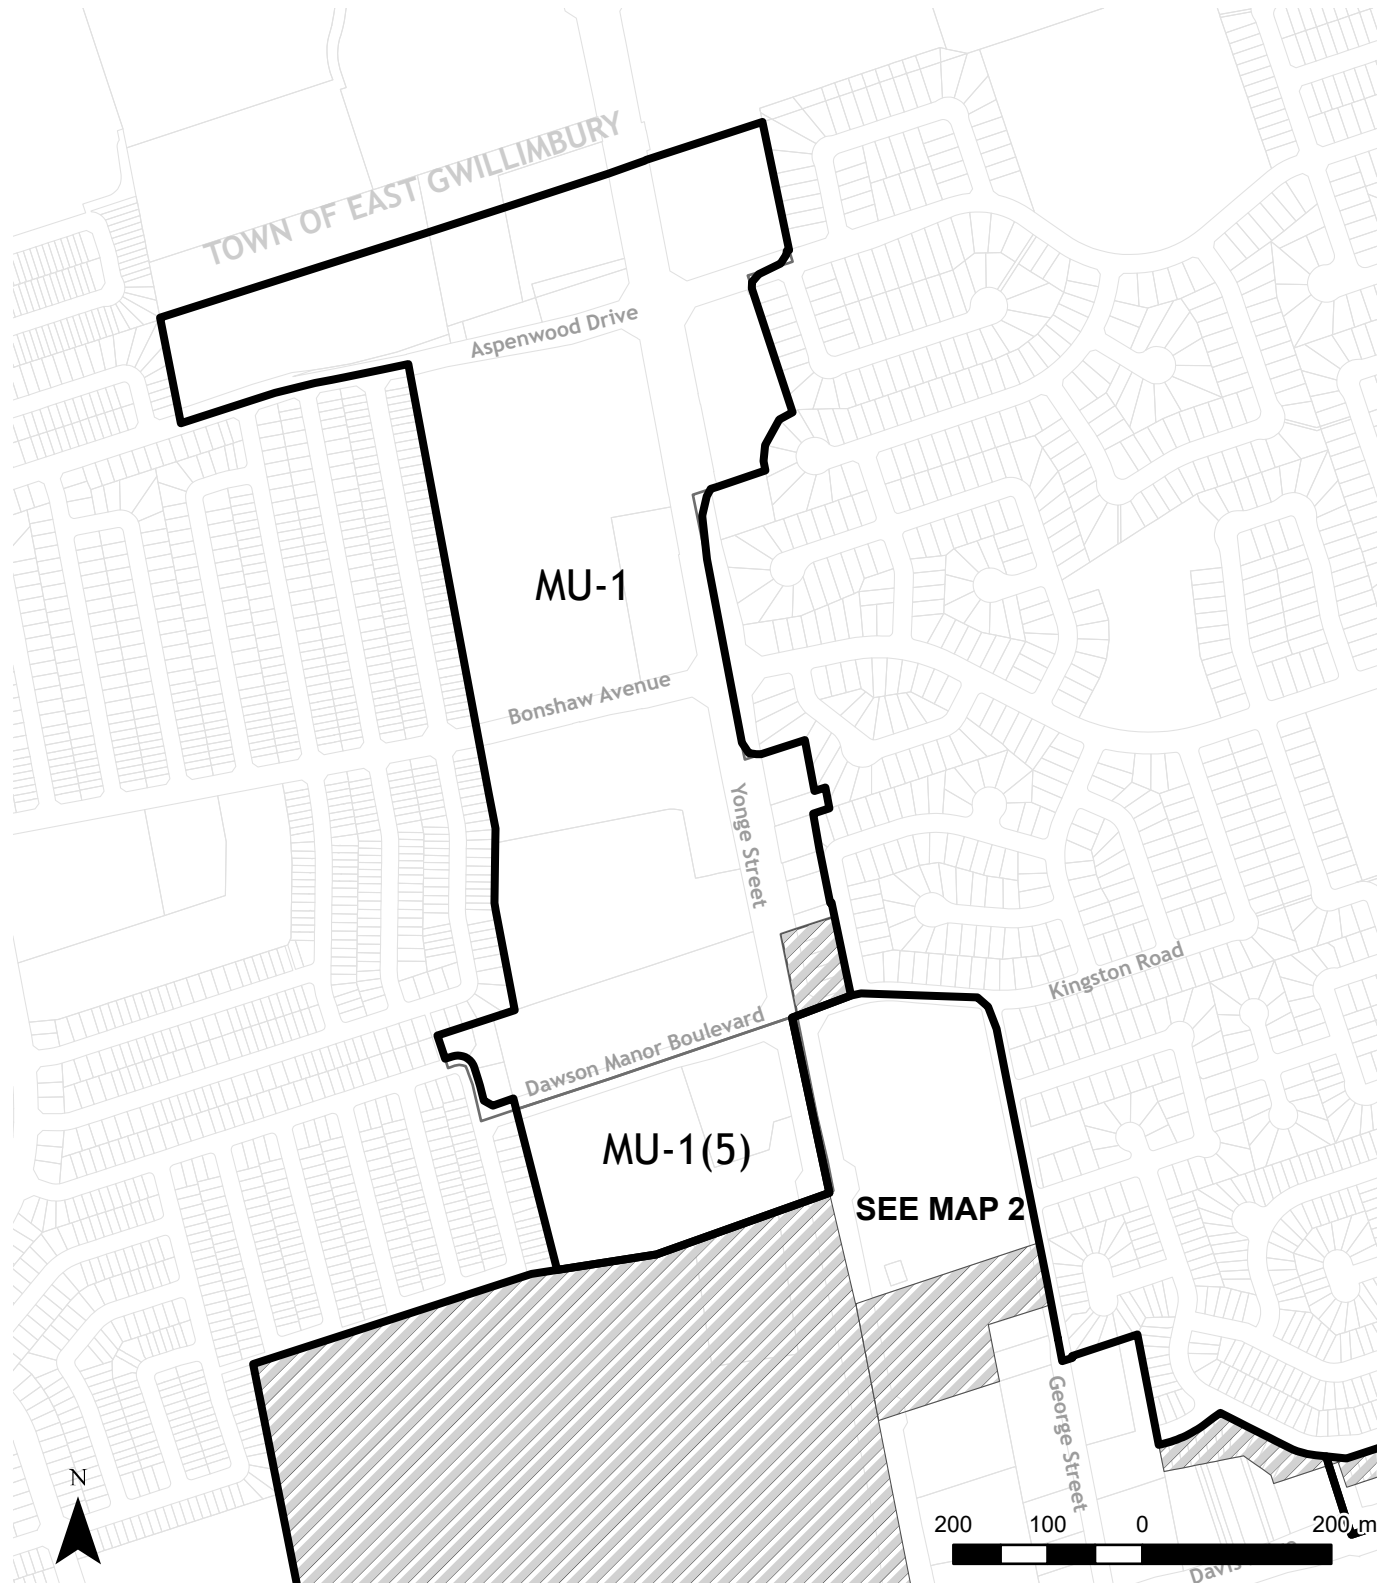 TOWN OF EAST GWILLIMBURY
Aspenwood Drive
MU-1
Bonshaw Avenue
Yonge Street
Kingston Road
Dawson Manor Boulevard
MU-1(5)
SEE MAP 2
George Street
N
200 100 0 200 m